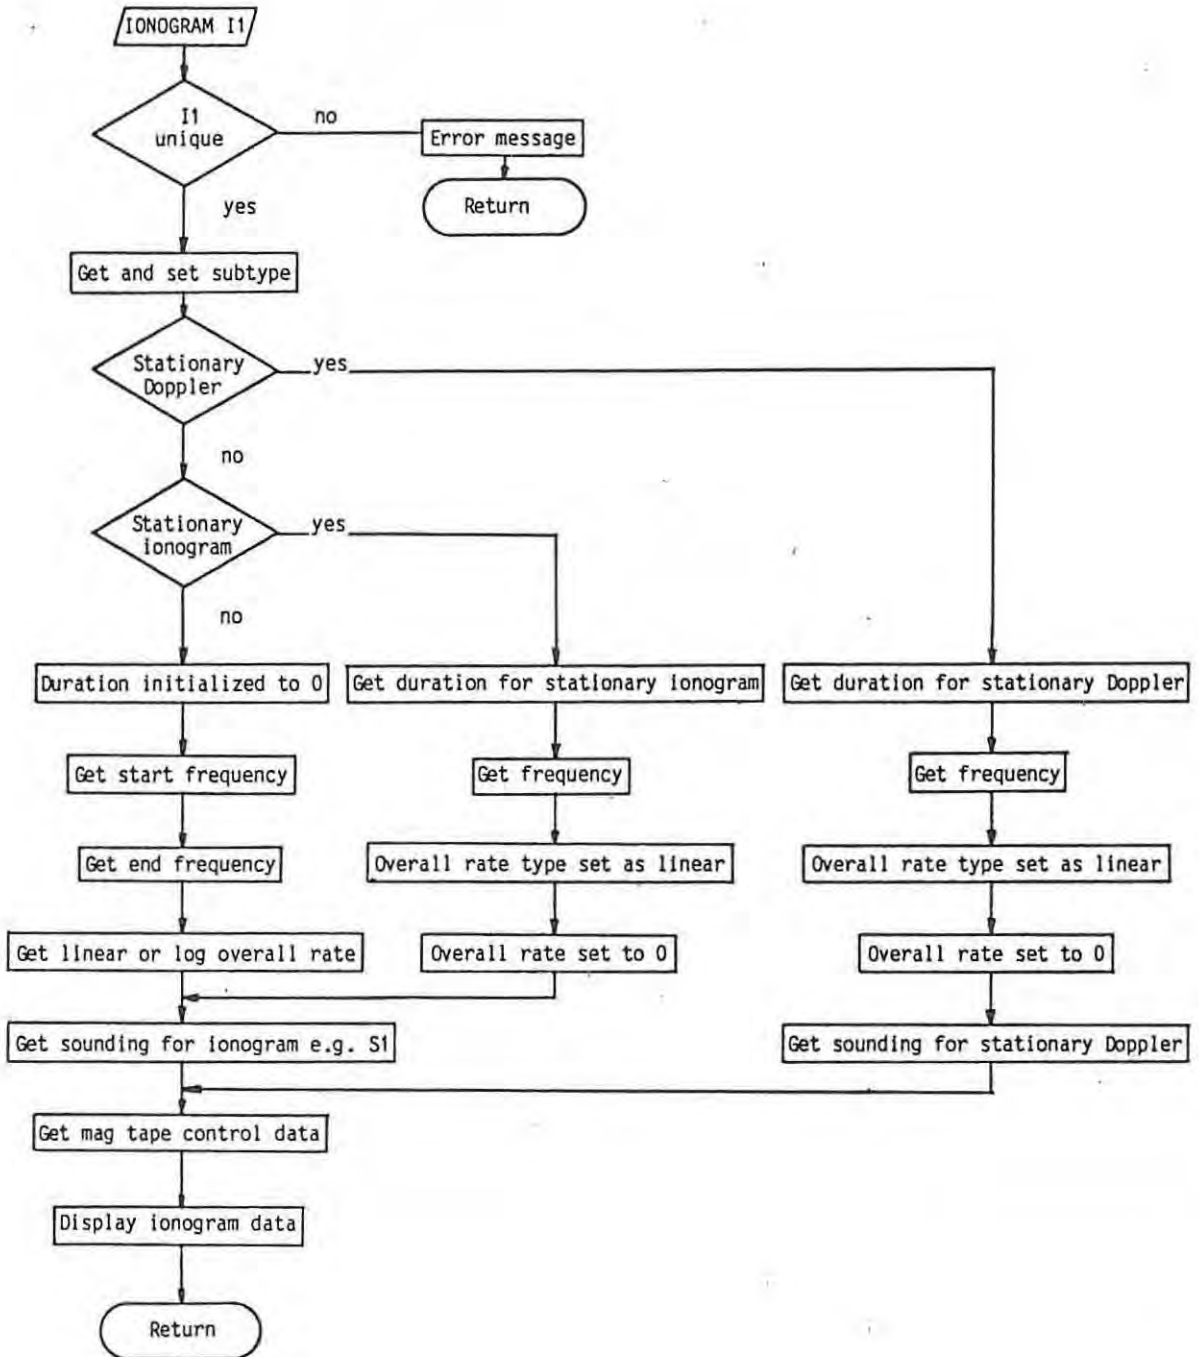 IONOGRAM I1
I1
unique
no
Error message
Return
yes
Get and set subtype
Stationary
Doppler
yes
no
Stationary
ionogram
yes
no
Duration initialized to 0
Get duration for stationary ionogram
Get duration for stationary Doppler
Get start frequency
Get frequency
Get frequency
Get end frequency
Overall rate type set as linear
Overall rate type set as linear
Get linear or log overall rate
Overall rate set to 0
Overall rate set to 0
Get sounding for ionogram e.g. S1
Get sounding for stationary Doppler
Get mag tape control data
Display ionogram data
Return